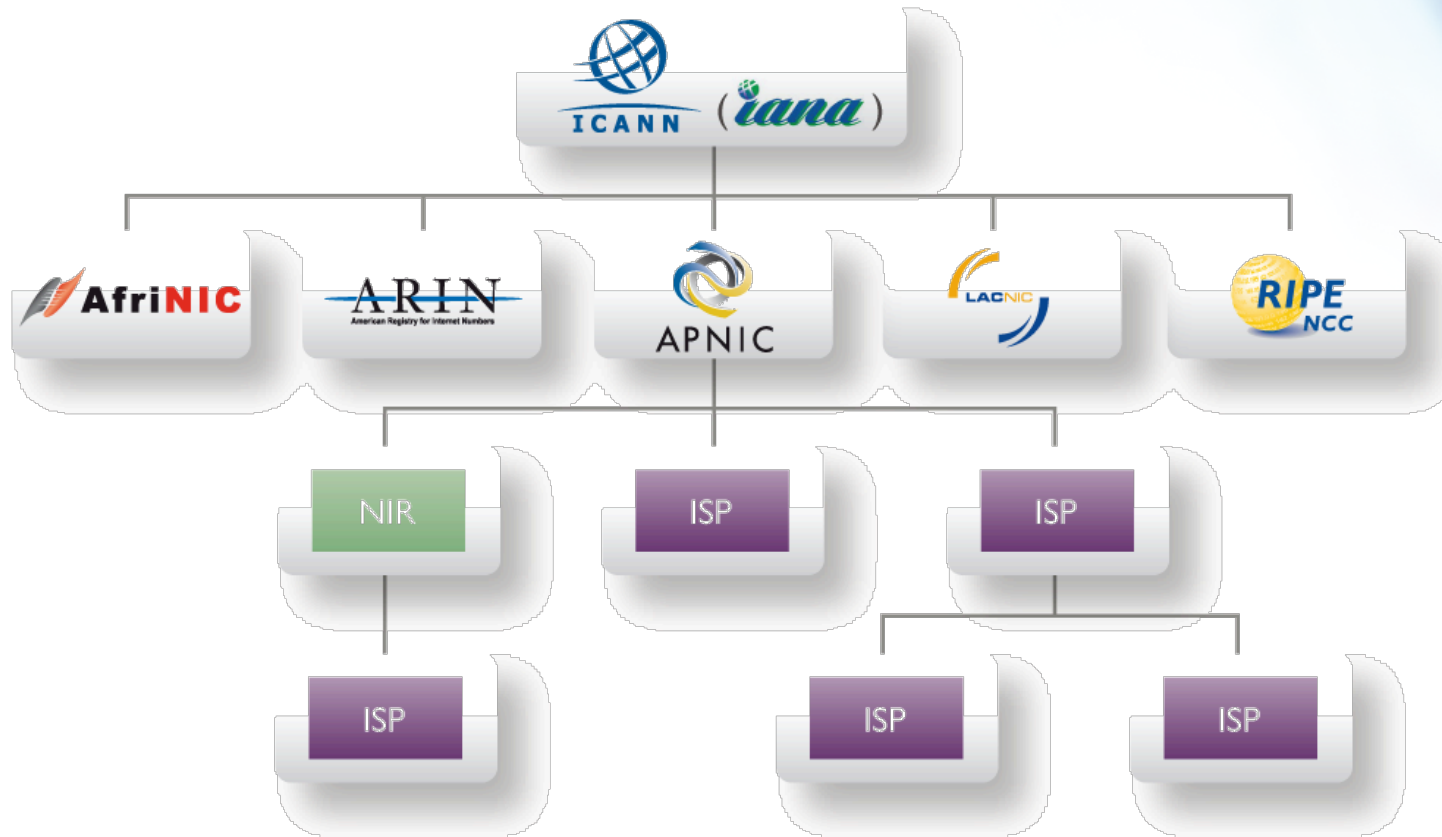 ICANN (iana)
AfriNIC
ARIN
American Registry for Internet Numbers
APNIC
LACNIC
RIPE
NCC
NIR
ISP
ISP
ISP
ISP
ISP